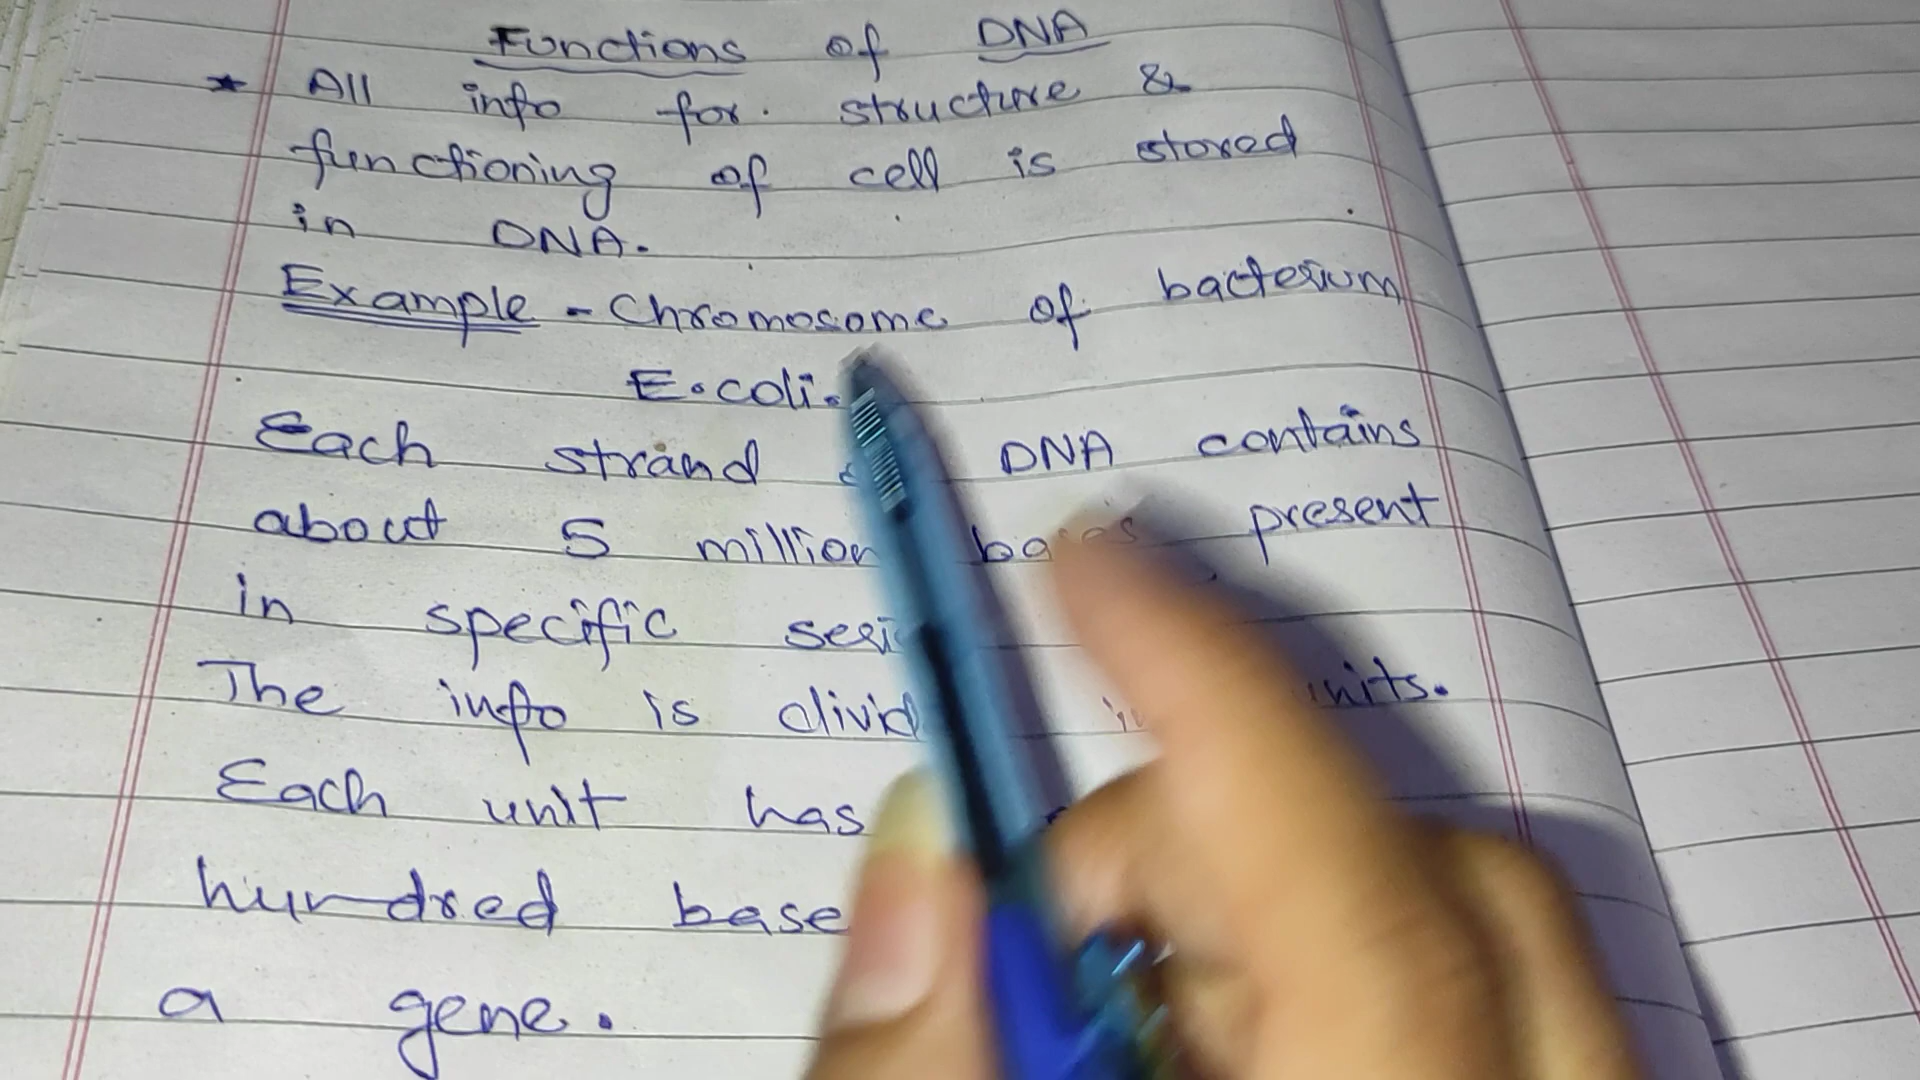 Functions of DNA
* All info for structure &
functioning of cell is stored
in DNA.
Example - Chromosome of bacterium
E.coli.
Each strand DNA contains
about 5 million bases present
in specific
The info is units.
Each unit has
hundred base
a gene.